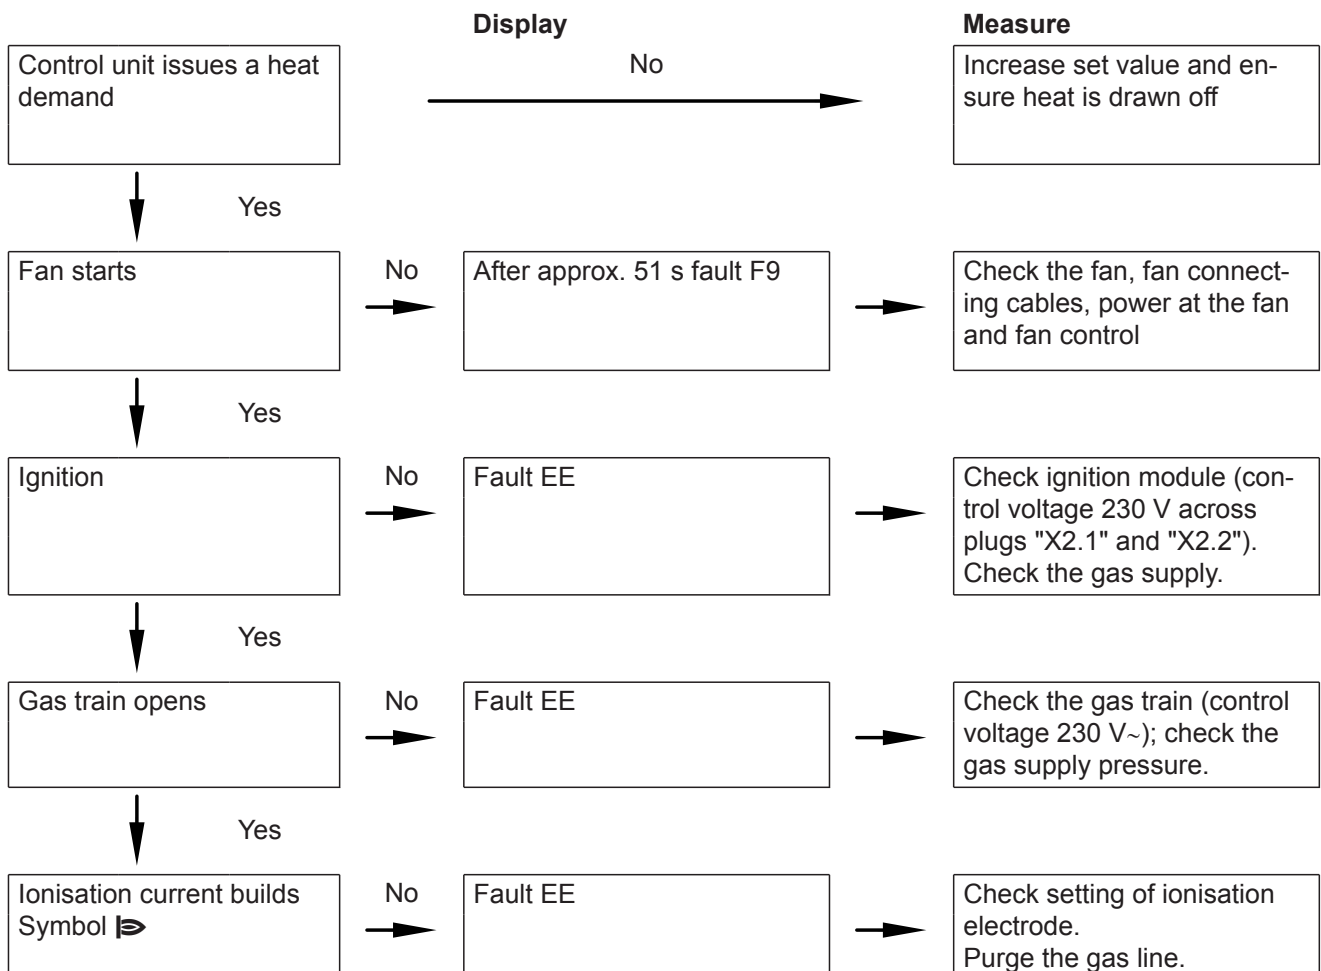 Display
Measure
Control unit issues a heat
demand
No
Increase set value and en-
sure heat is drawn off
Yes
Fan starts
No
After approx. 51 s fault F9
Check the fan, fan connect-
ing cables, power at the fan
and fan control
Yes
Ignition
No
Fault EE
Check ignition module (con-
trol voltage 230 V across
plugs "X2.1" and "X2.2").
Check the gas supply.
Yes
Gas train opens
No
Fault EE
Check the gas train (control
voltage 230 V~); check the
gas supply pressure.
Yes
Ionisation current builds
Symbol
No
Fault EE
Check setting of ionisation
electrode.
Purge the gas line.